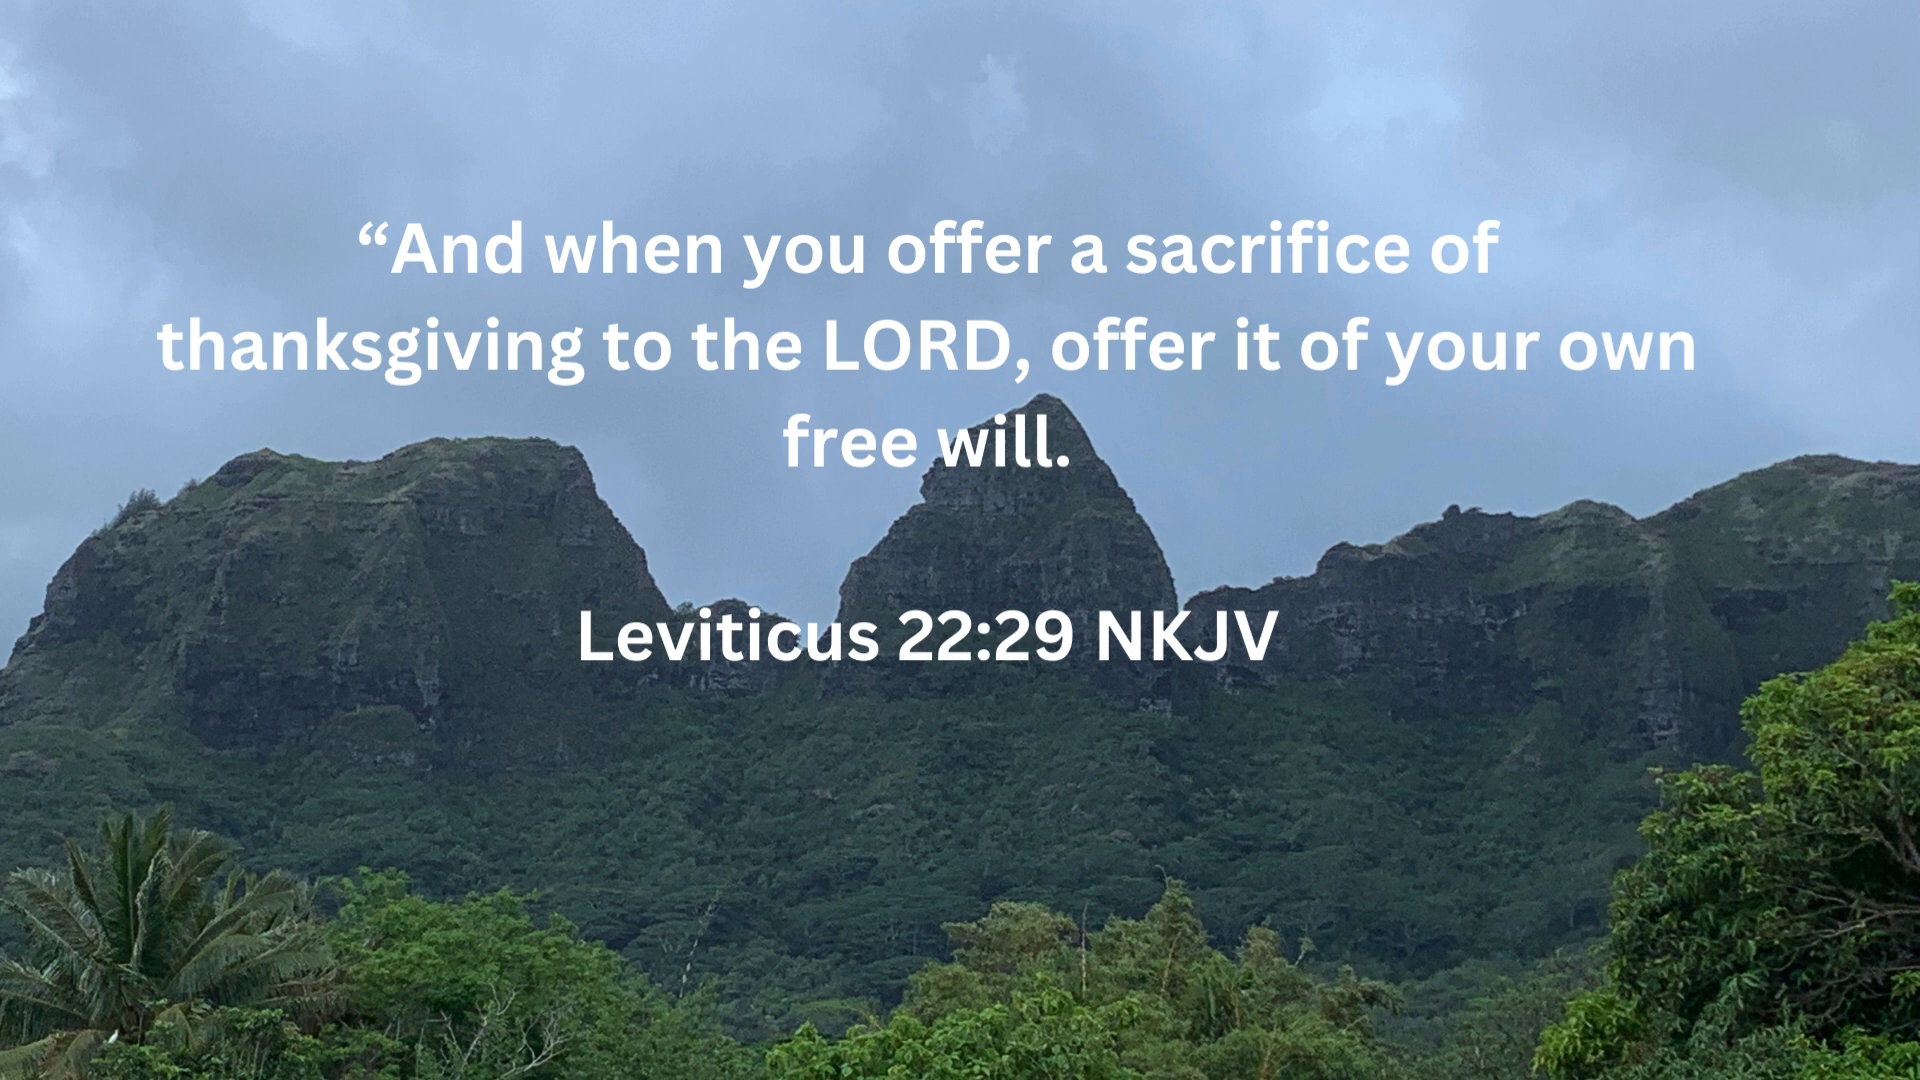 “And when you offer a sacrifice of
thanksgiving to the LORD, offer it of your own
free will.
Leviticus 22:29 NKJV